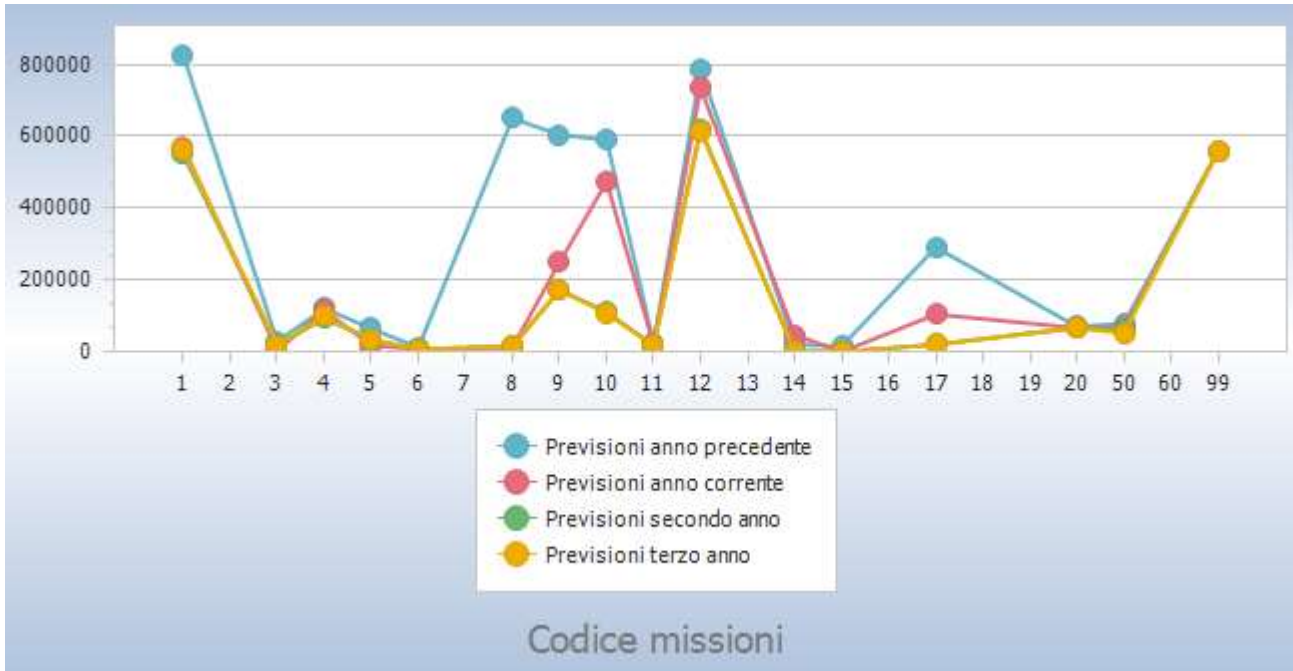 800000
600000
400000
200000
0
1 2 3 4 5 6 7 8 9 10 11 12 13 14 15 16 17 18 19 20 50 60 99
Previsioni anno precedente
Previsioni anno corrente
Previsioni secondo anno
Previsioni terzo anno
Codice missioni